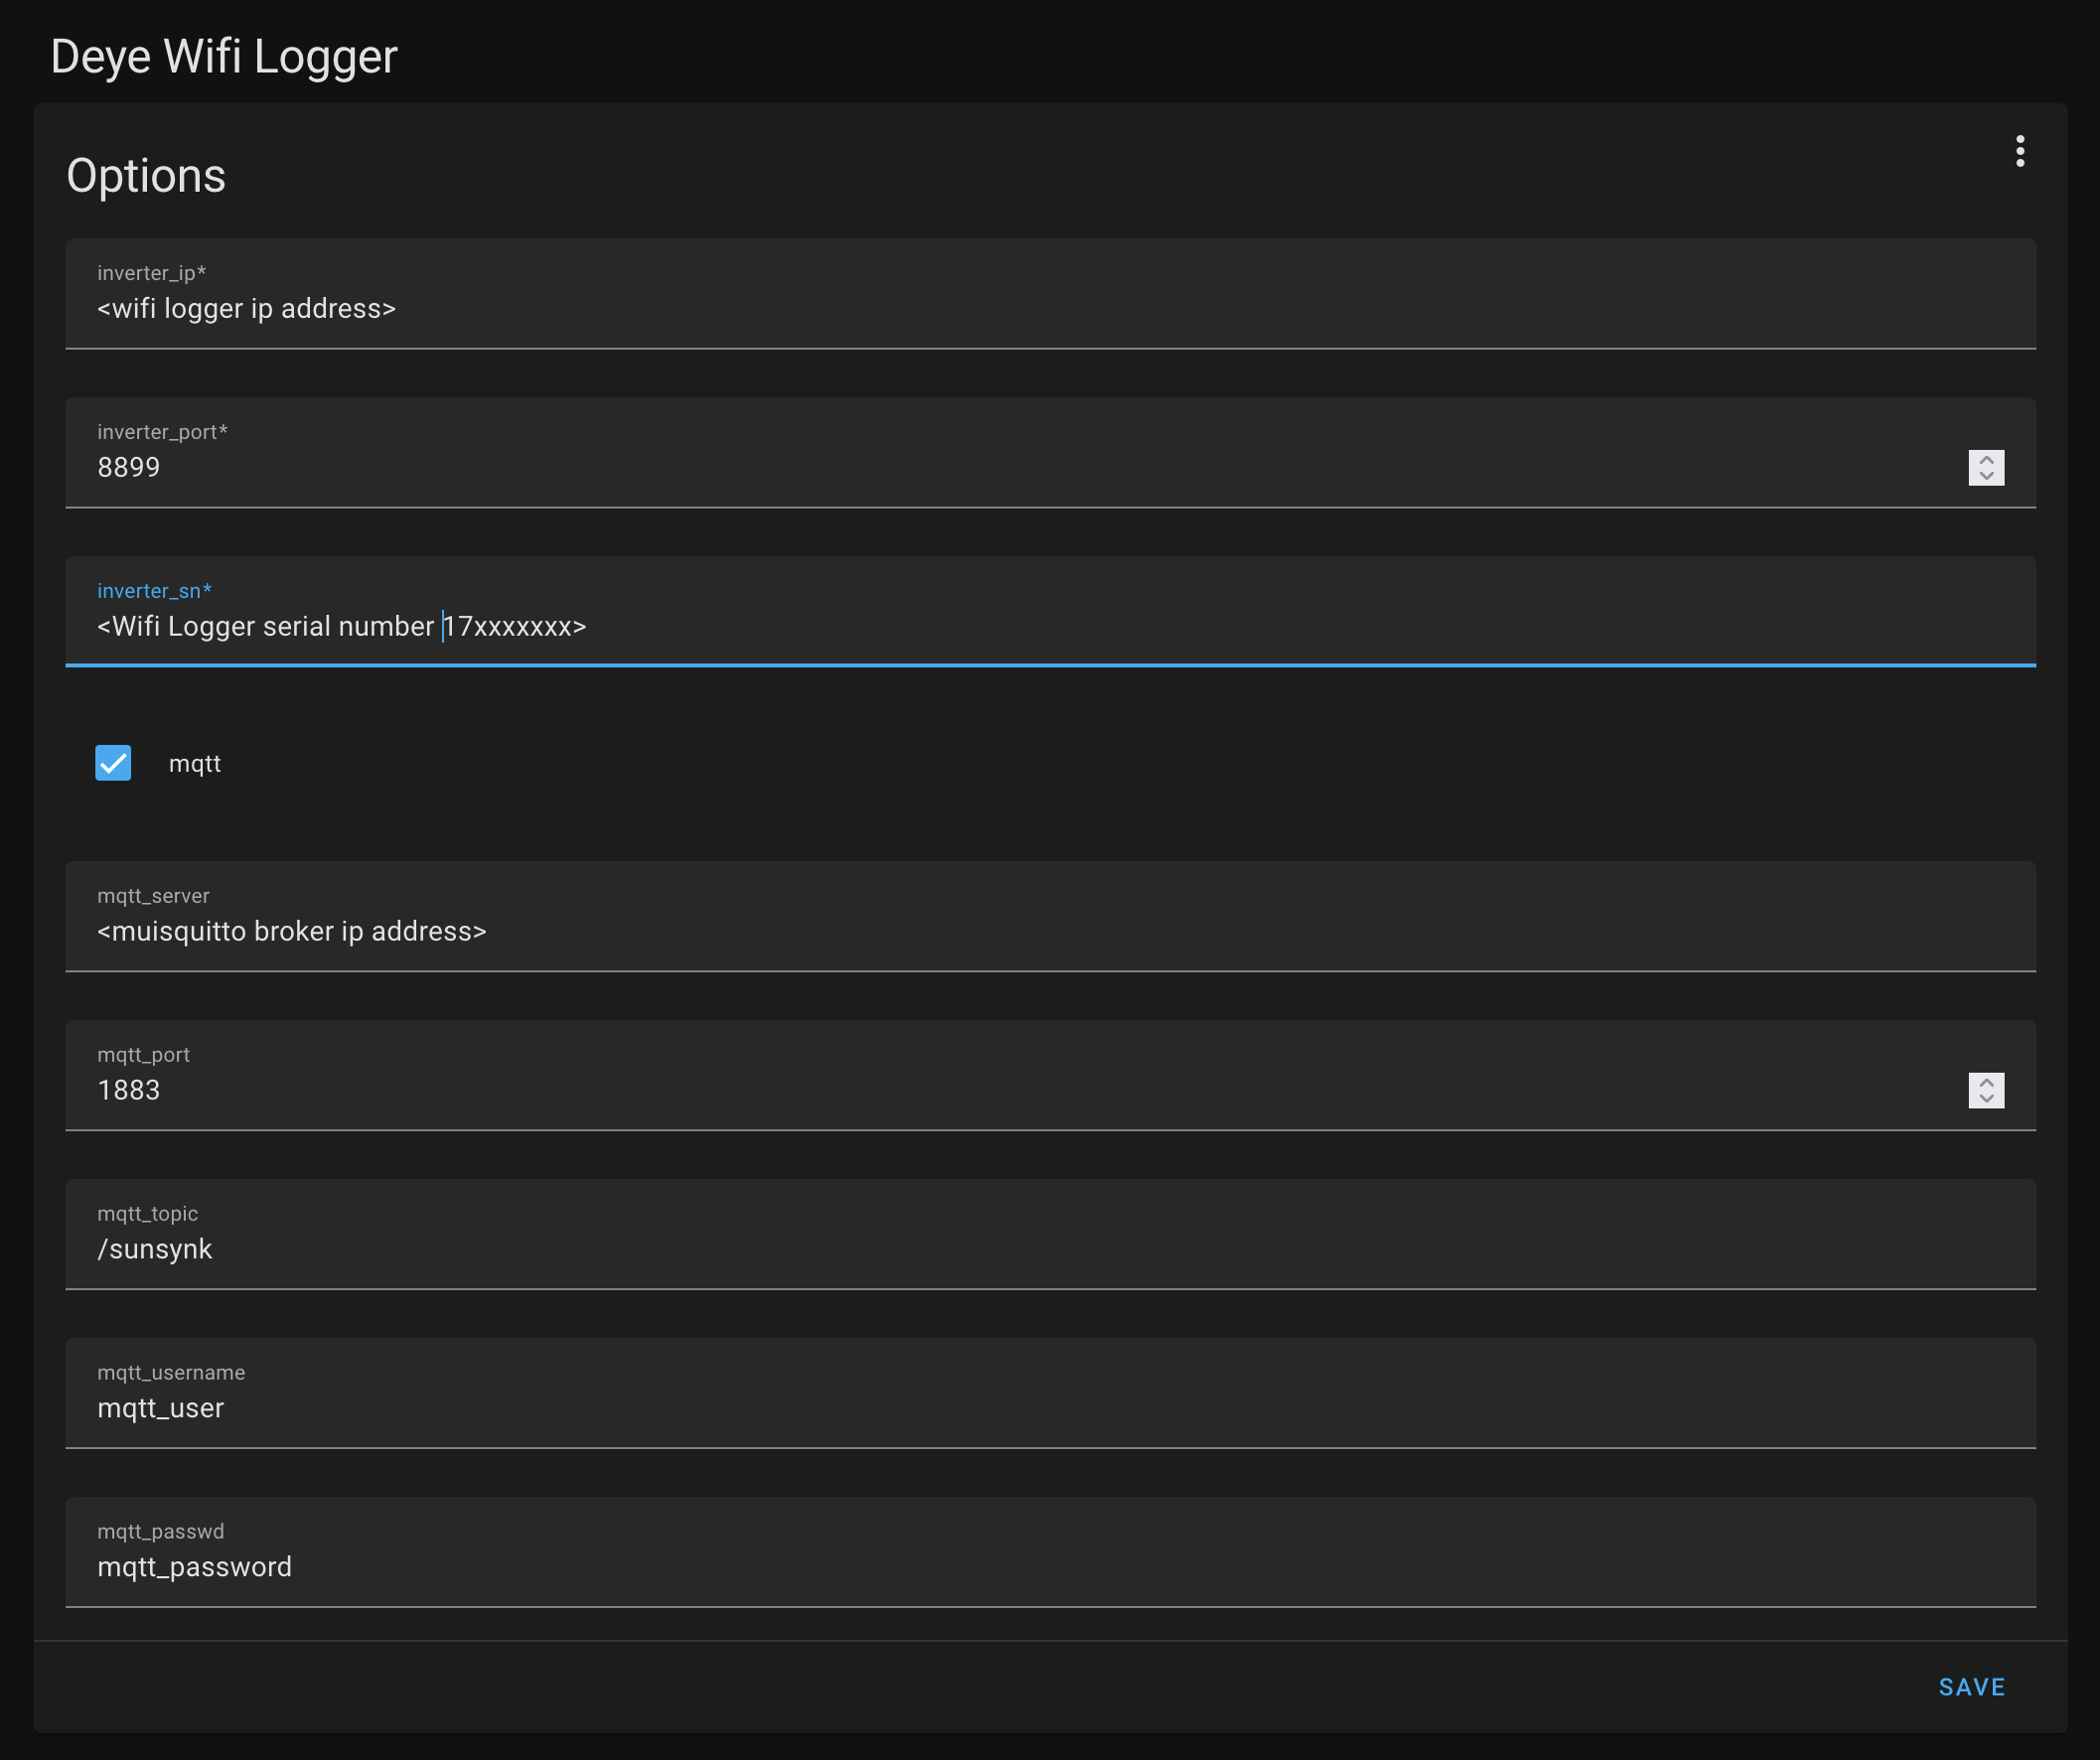 Deye Wifi Logger
Options
inverter_ip*
<wifi logger ip address>
inverter_port*
8899
inverter_sn*
<Wifi Logger serial number 17xxxxxxx>
mqtt
mqtt_server
<muisquitto broker ip address>
mqtt_port
1883
mqtt_topic
/sunsynk
mqtt_username
mqtt_user
mqtt_passwd
mqtt_password
SAVE